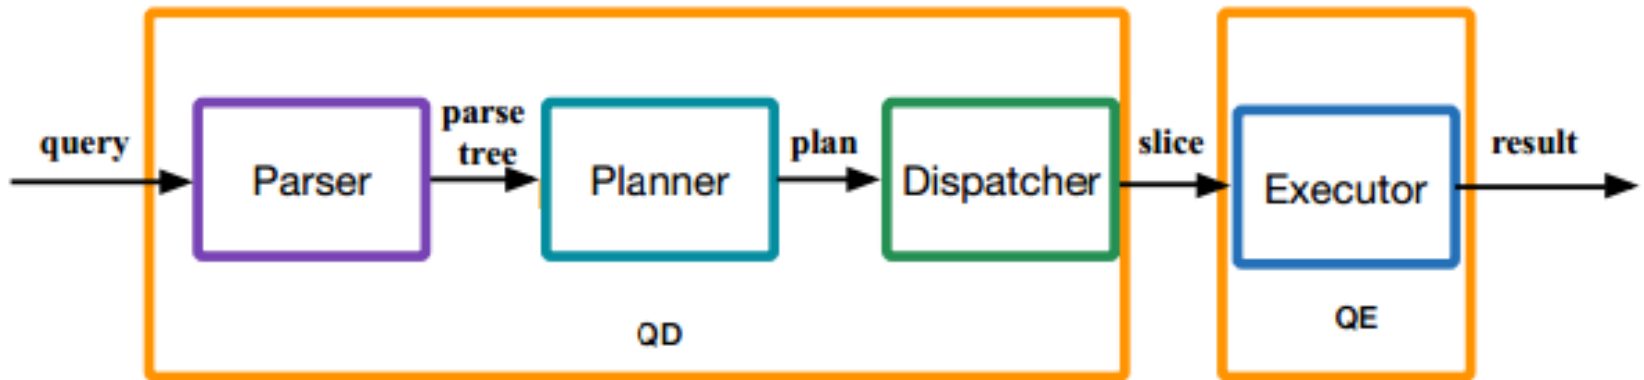 query
Parser
parse
tree
Planner
plan
Dispatcher
slice
Executor
result
QD
QE